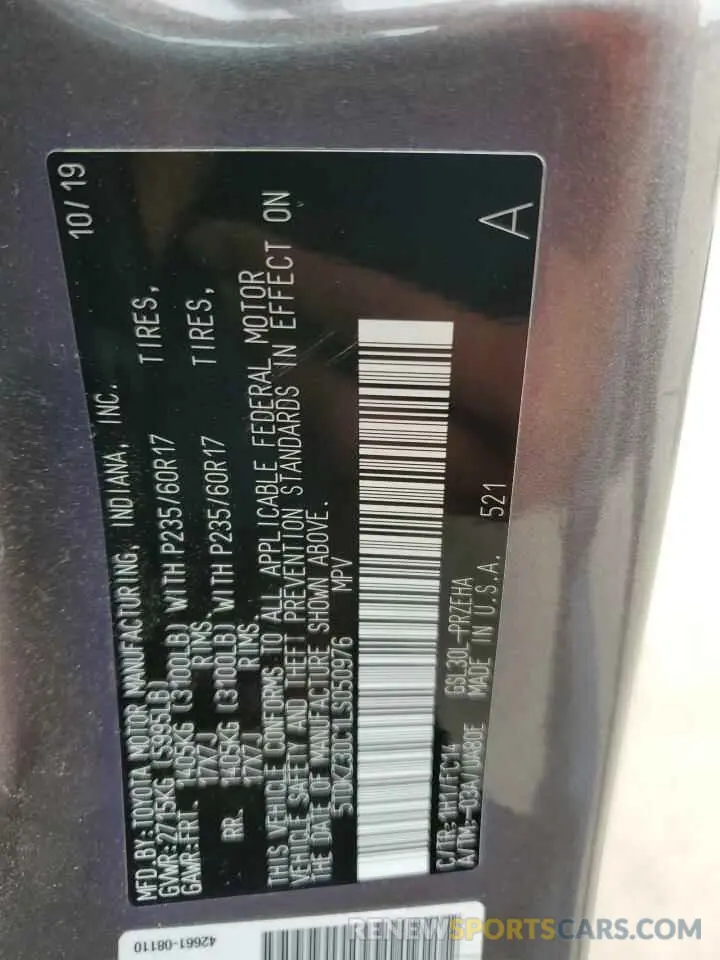 MFD. BY: TOYOTA MOTOR MANUFACTURING, INDIANA, INC. 10/19
GVWR: 2715KG (5995LB)
GAWR: FRT. 1405KG (3100LB) WITH P235/60R17 TIRES,
17X7J RIMS.
RR. 1405KG (3100LB) WITH P235/60R17 TIRES,
17X7J RIMS.
THIS VEHICLE CONFORMS TO ALL APPLICABLE FEDERAL MOTOR
VEHICLE SAFETY AND THEFT PREVENTION STANDARDS IN EFFECT ON
THE DATE OF MANUFACTURE SHOWN ABOVE.
5TDKZ3DC1LS050976 MPV
C/TR: 1H1/FC14 GSL30L-PRZEHA
A/TM: -03A/UA80E MADE IN U.S.A. 521
A
42661-08110
RENEWSPORTSCARS.COM